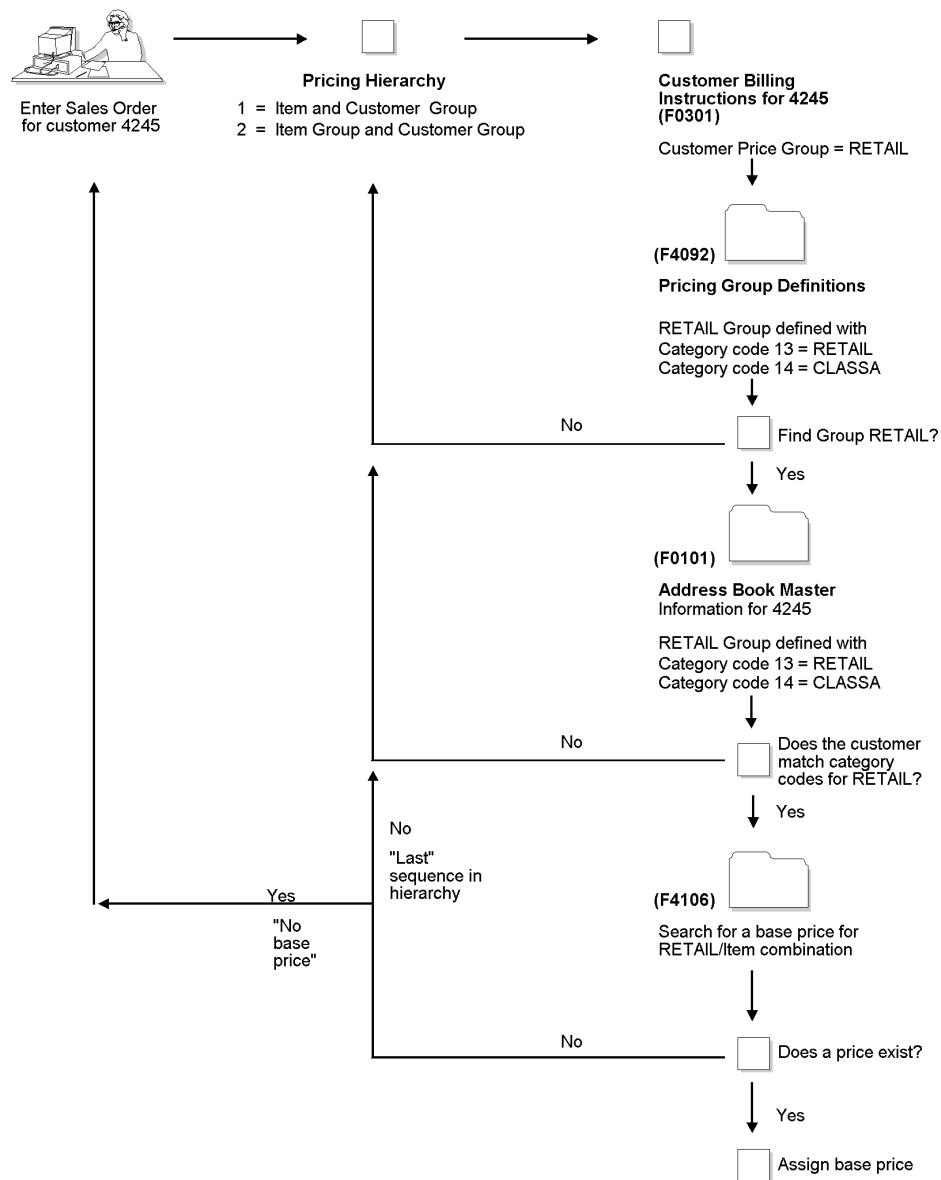 Enter Sales Order
for customer 4245
Pricing Hierarchy
1 = Item and Customer Group
2 = Item Group and Customer Group
Customer Billing
Instructions for 4245
(F0301)
Customer Price Group = RETAIL
(F4092)
Pricing Group Definitions
RETAIL Group defined with
Category code 13 = RETAIL
Category code 14 = CLASSA
No
Find Group RETAIL?
Yes
(F0101)
Address Book Master
Information for 4245
RETAIL Group defined with
Category code 13 = RETAIL
Category code 14 = CLASSA
No
Does the customer
match category
codes for RETAIL?
Yes
No
"Last"
sequence in
hierarchy
Yes
"No
base
price"
(F4106)
Search for a base price for
RETAIL/Item combination
No
Does a price exist?
Yes
Assign base price